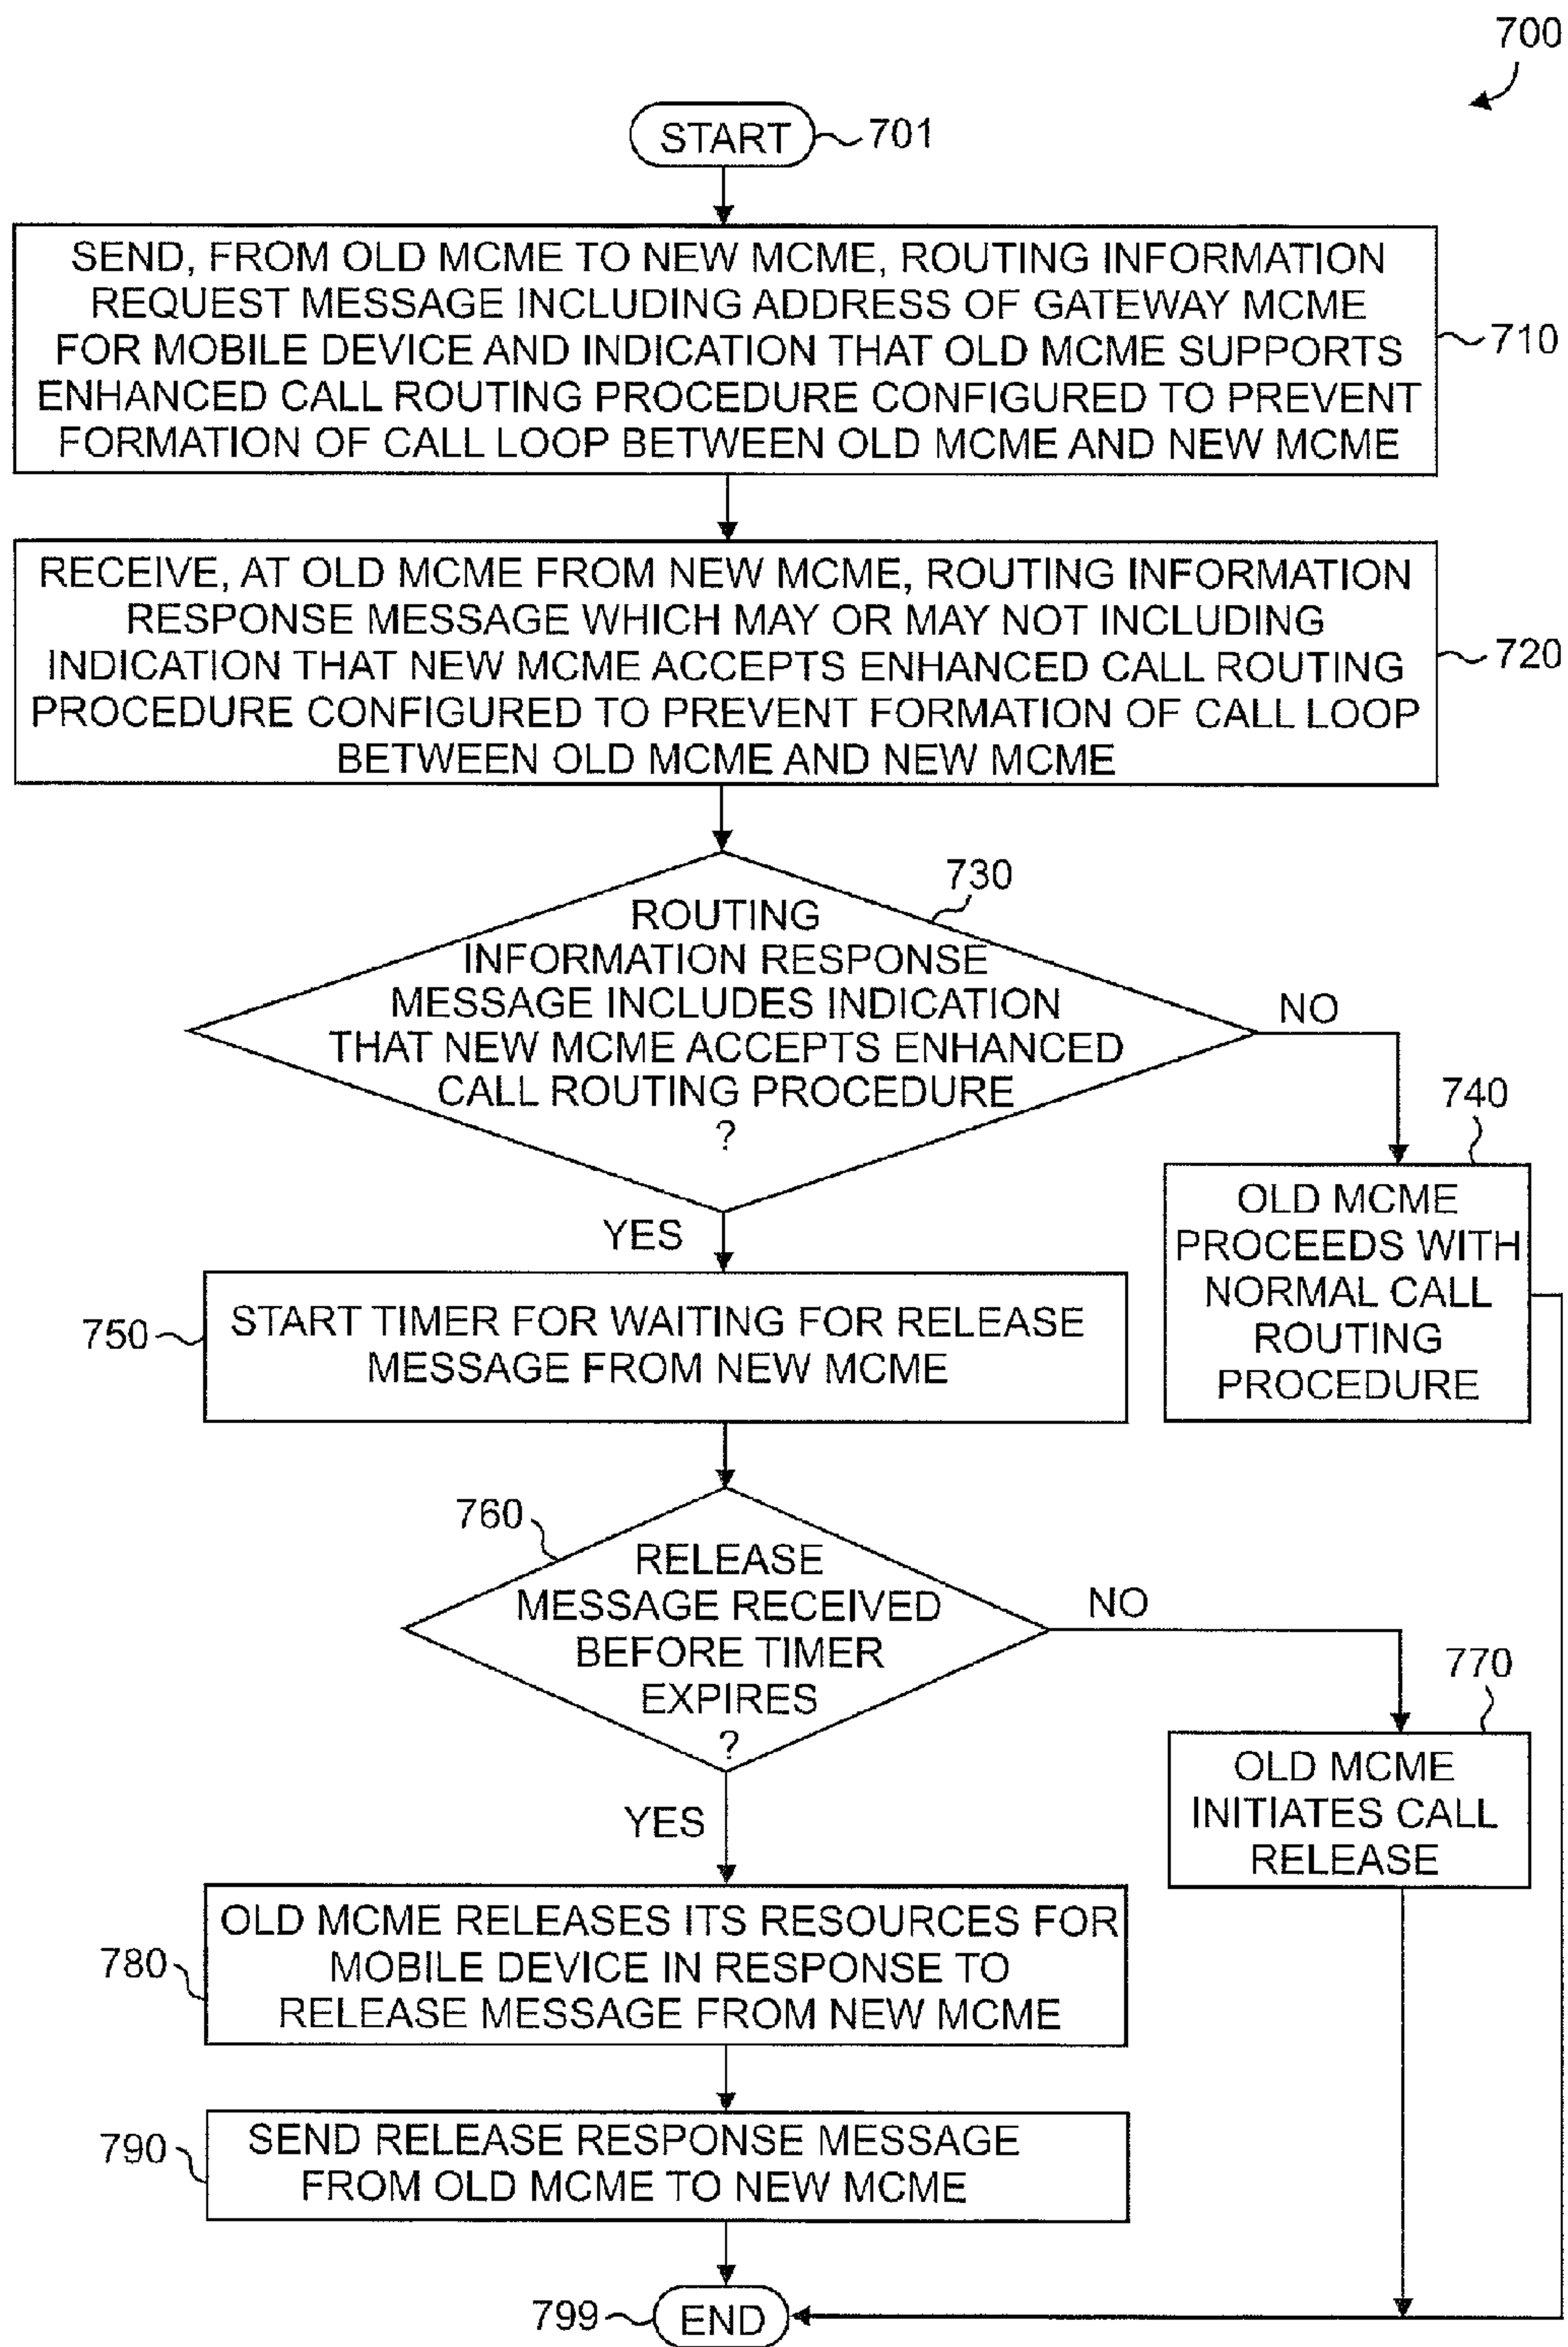 700
START
701
SEND, FROM OLD MCME TO NEW MCME, ROUTING INFORMATION
REQUEST MESSAGE INCLUDING ADDRESS OF GATEWAY MCME
FOR MOBILE DEVICE AND INDICATION THAT OLD MCME SUPPORTS
ENHANCED CALL ROUTING PROCEDURE CONFIGURED TO PREVENT
FORMATION OF CALL LOOP BETWEEN OLD MCME AND NEW MCME
710
RECEIVE, AT OLD MCME FROM NEW MCME, ROUTING INFORMATION
RESPONSE MESSAGE WHICH MAY OR MAY NOT INCLUDING
INDICATION THAT NEW MCME ACCEPTS ENHANCED CALL ROUTING
PROCEDURE CONFIGURED TO PREVENT FORMATION OF CALL LOOP
BETWEEN OLD MCME AND NEW MCME
720
730
ROUTING
INFORMATION RESPONSE
MESSAGE INCLUDES INDICATION
THAT NEW MCME ACCEPTS ENHANCED
CALL ROUTING PROCEDURE
?
NO
740
OLD MCME
PROCEEDS WITH
NORMAL CALL
ROUTING
PROCEDURE
YES
750
START TIMER FOR WAITING FOR RELEASE
MESSAGE FROM NEW MCME
760
RELEASE
MESSAGE RECEIVED
BEFORE TIMER
EXPIRES
?
NO
770
OLD MCME
INITIATES CALL
RELEASE
YES
780
OLD MCME RELEASES ITS RESOURCES FOR
MOBILE DEVICE IN RESPONSE TO
RELEASE MESSAGE FROM NEW MCME
790
SEND RELEASE RESPONSE MESSAGE
FROM OLD MCME TO NEW MCME
799
END